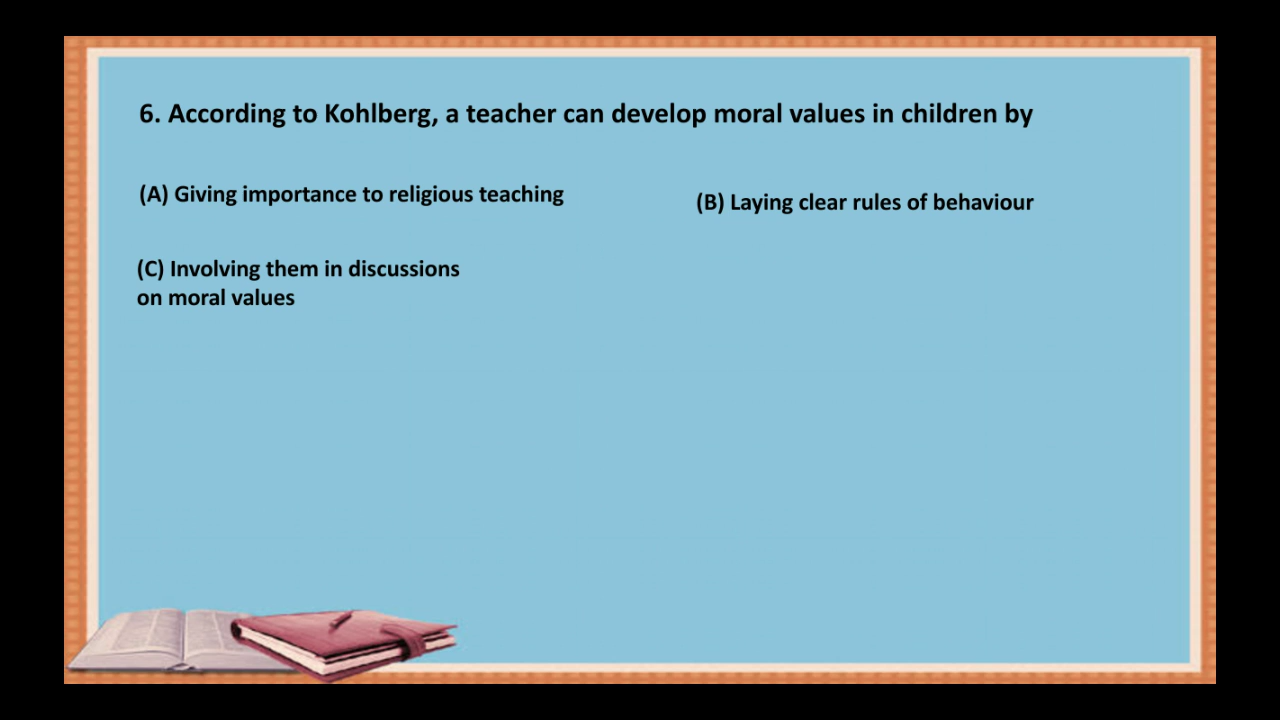 6. According to Kohlberg, a teacher can develop moral values in children by
(A) Giving importance to religious teaching
(B) Laying clear rules of behaviour
(C) Involving them in discussions
on moral values